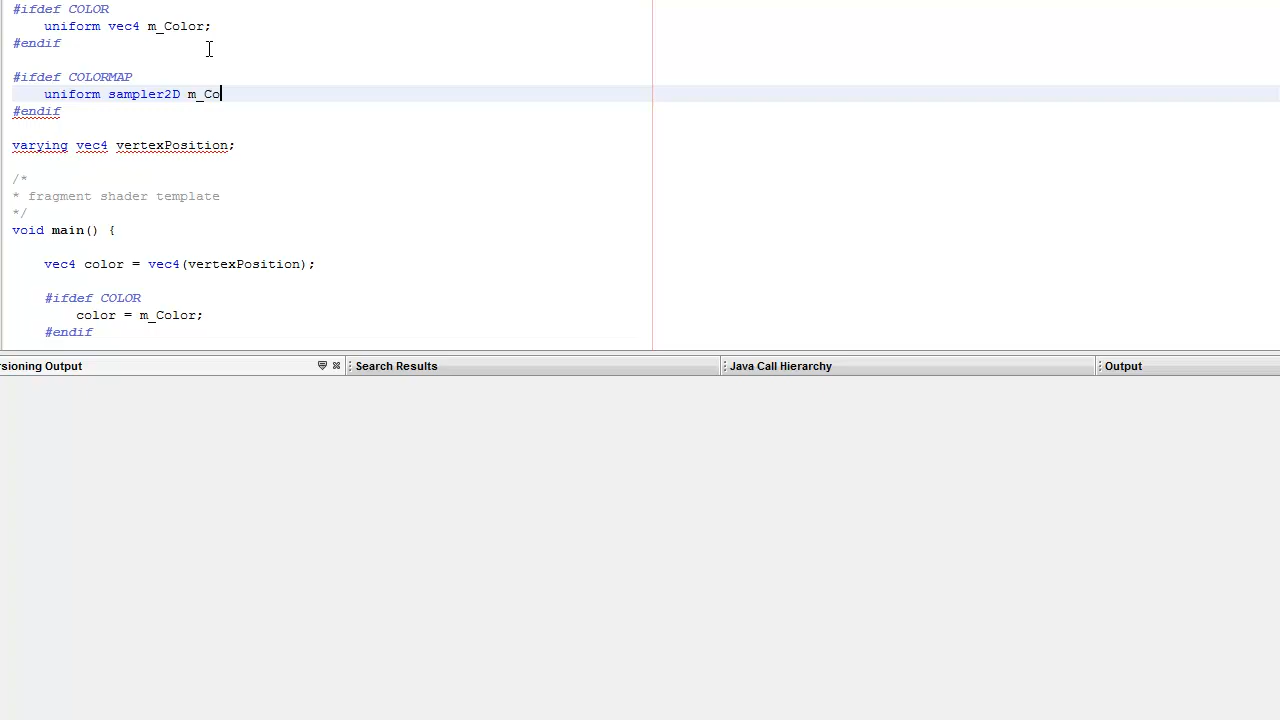 #ifdef COLOR
uniform vec4 m_Color;
#endif
#ifdef COLORMAP
uniform sampler2D m_Co
#endif
varying vec4 vertexPosition;
/*
* fragment shader template
*/
void main() {
vec4 color = vec4(vertexPosition);
#ifdef COLOR
color = m_Color;
#endif
rsioning Output
Search Results
Java Call Hierarchy
Output